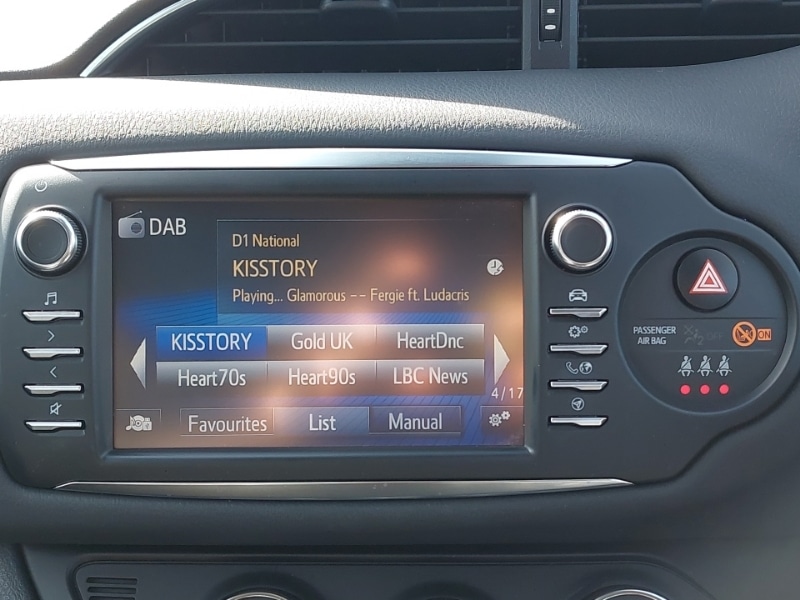 DAB
D1 National
KISSTORY
Playing... Glamorous -- Fergie ft. Ludacris
KISSTORY Gold UK HeartDnc
Heart70s Heart90s LBC News
4/17
Favourites List Manual
PASSENGER
AIR BAG
OFF
ON